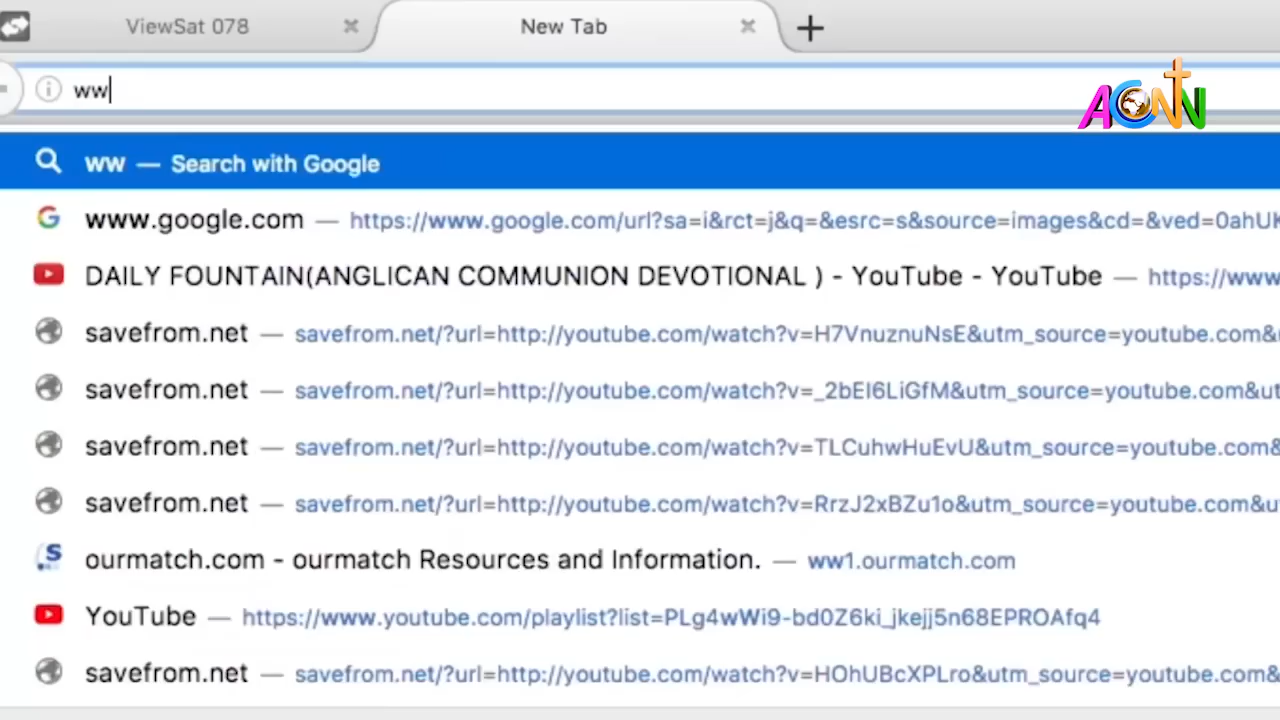 ViewSat 078
New Tab
ww
ACNN
ww — Search with Google
www.google.com — https://www.google.com/url?sa=i&rct=j&q=&esrc=s&source=images&cd=&ved=0ahUK
DAILY FOUNTAIN(ANGLICAN COMMUNION DEVOTIONAL ) - YouTube - YouTube — https://www
savefrom.net — savefrom.net/?url=http://youtube.com/watch?v=H7VnuznuNsE&utm_source=youtube.com&
savefrom.net — savefrom.net/?url=http://youtube.com/watch?v=_2bEI6LiGfM&utm_source=youtube.com&ut
savefrom.net — savefrom.net/?url=http://youtube.com/watch?v=TLCuhwHuEvU&utm_source=youtube.com&
savefrom.net — savefrom.net/?url=http://youtube.com/watch?v=RrzJ2xBZu1o&utm_source=youtube.com&u
ourmatch.com - ourmatch Resources and Information. — ww1.ourmatch.com
YouTube — https://www.youtube.com/playlist?list=PLg4wWi9-bd0Z6ki_jkejj5n68EPROAfq4
savefrom.net — savefrom.net/?url=http://youtube.com/watch?v=HOhUBcXPLro&utm_source=youtube.com&